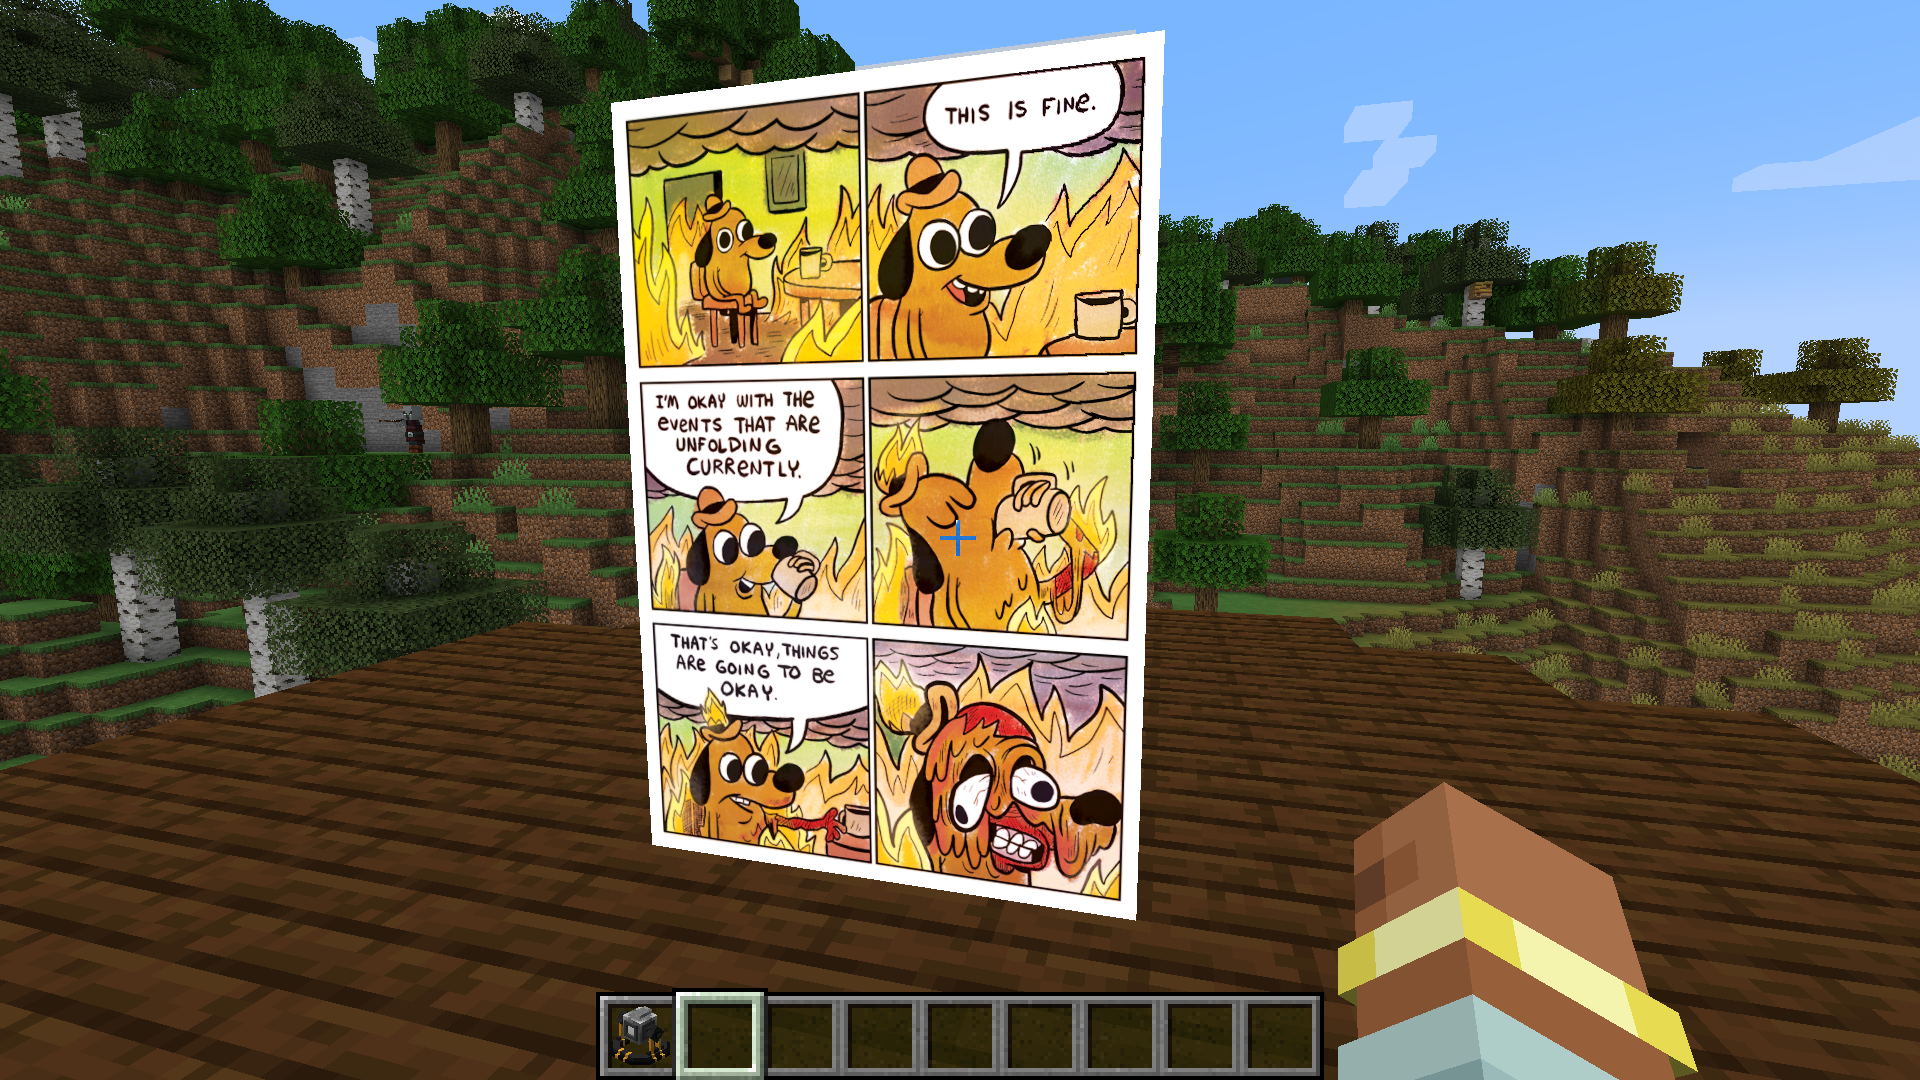 THIS IS FINE.
I'M OKAY WITH THE
EVENTS THAT ARE
UNFOLDING
CURRENTLY.
THAT'S OKAY, THINGS
ARE GOING TO BE
OKAY.